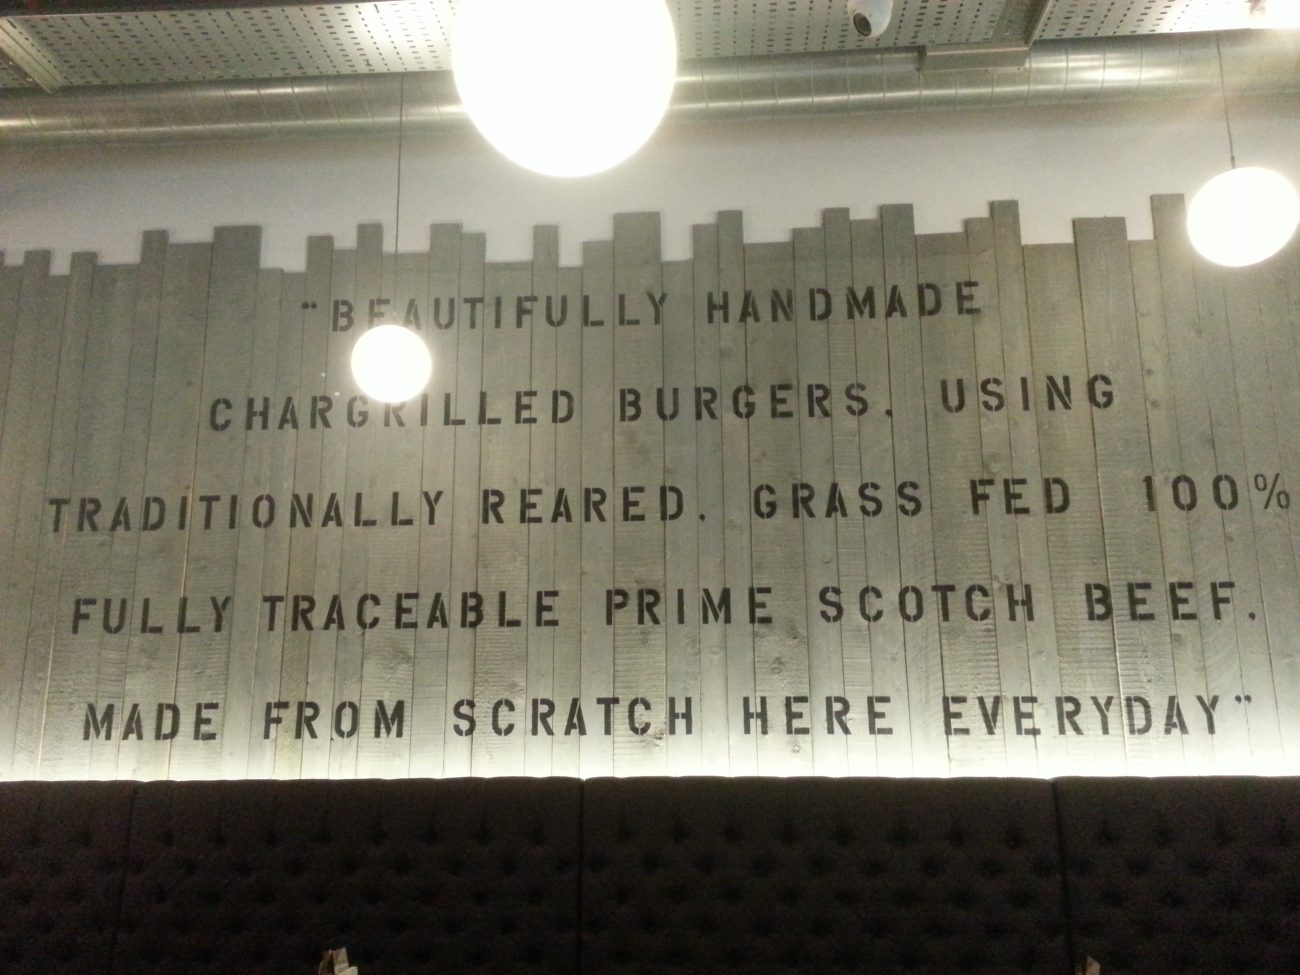 "BEAUTIFULLY HANDMADE
CHARGRILLED BURGERS, USING
TRADITIONALLY REARED, GRASS FED 100%
FULLY TRACEABLE PRIME SCOTCH BEEF.
MADE FROM SCRATCH HERE EVERYDAY"